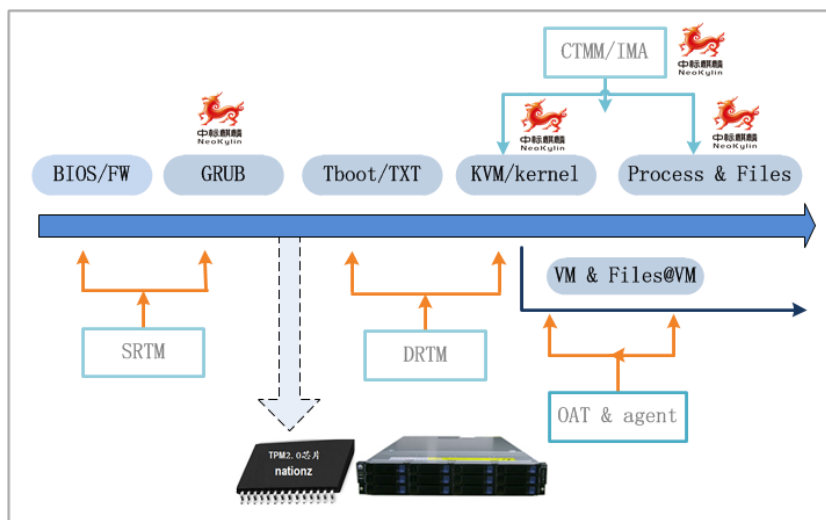 CTMM/IMA
中标麒麟
NeoKylin
中标麒麟
NeoKylin
中标麒麟
NeoKylin
中标麒麟
NeoKylin
BIOS/FW
GRUB
Tboot/TXT
KVM/kernel
Process & Files
VM & Files@VM
SRTM
DRTM
OAT & agent
TPM2.0芯片
nationz